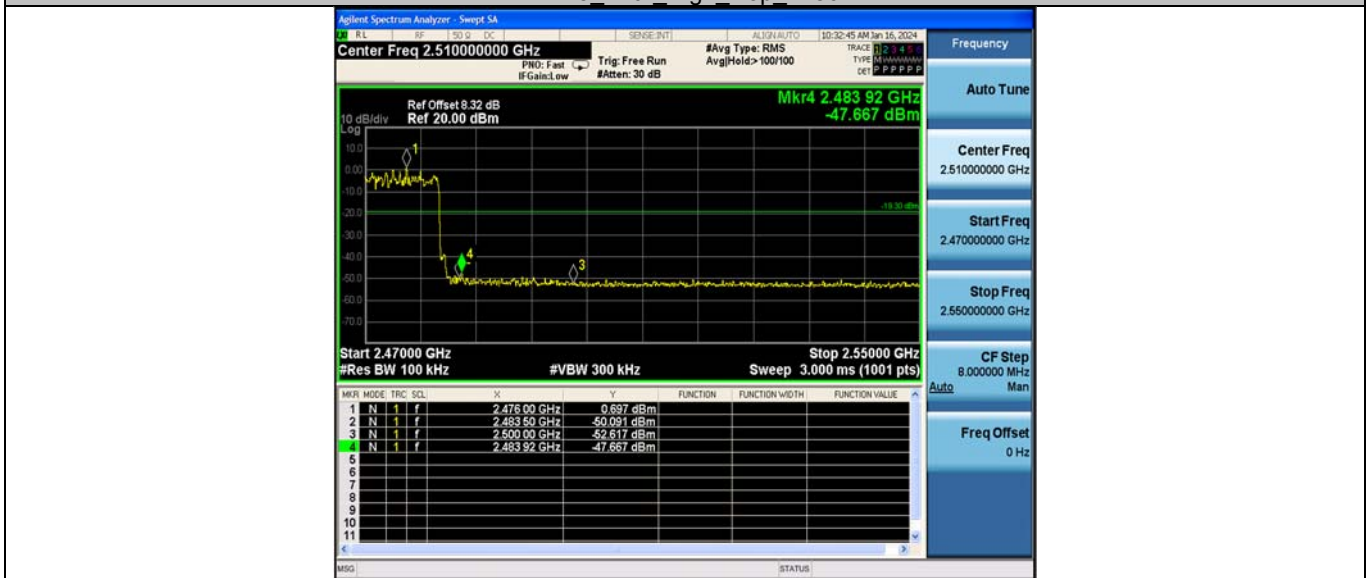 Agilent Spectrum Analyzer - Swept SA
RL RF 50 Ω DC SENSE:INT ALIGNAUTO 10:32:45 AM Jan 16, 2024
Center Freq 2.510000000 GHz #Avg Type: RMS TRACE 1 2 3 4 5 6
PNO: Fast Trig: Free Run Avg|Hold:> 100/100 TYPE M
IFGain:Low #Atten: 30 dB DET P P P P P P
Mkr4 2.483 92 GHz
-47.667 dBm
Ref Offset 8.32 dB
10 dB/div Ref 20.00 dBm
Log
10.0
0.00
-10.0
-20.0
-30.0
-40.0
-50.0
-60.0
-70.0
1
4
3
-19.30 dBm
Start 2.47000 GHz Stop 2.55000 GHz
#Res BW 100 kHz #VBW 300 kHz Sweep 3.000 ms (1001 pts)
MKR MODE TRC SCL X Y FUNCTION FUNCTION WIDTH FUNCTION VALUE
1 N 1 f 2.476 00 GHz 0.697 dBm
2 N 1 f 2.483 50 GHz -50.091 dBm
3 N 1 f 2.500 00 GHz -52.617 dBm
4 N 1 f 2.483 92 GHz -47.667 dBm
5
6
7
8
9
10
11
MSG STATUS
Frequency
Auto Tune
Center Freq
2.510000000 GHz
Start Freq
2.470000000 GHz
Stop Freq
2.550000000 GHz
CF Step
8.000000 MHz
Auto Man
Freq Offset
0 Hz